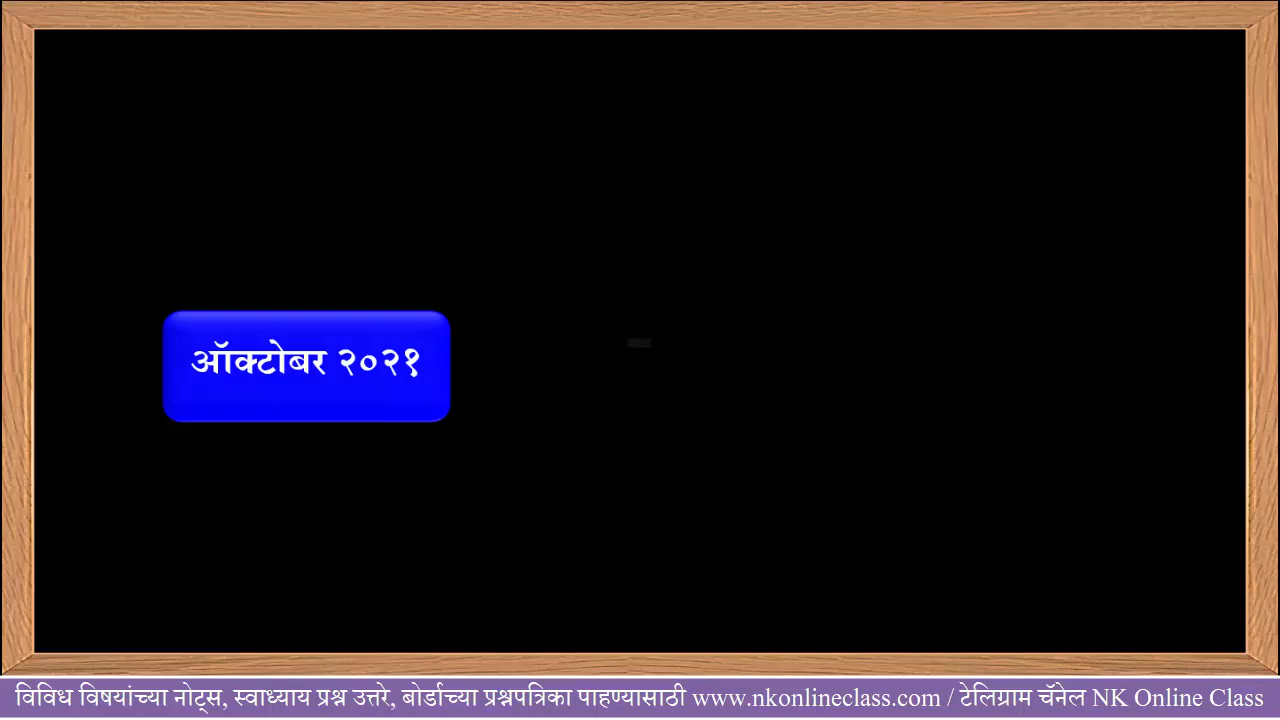 ऑक्टोबर २०२१
विविध विषयांच्या नोट्स, स्वाध्याय प्रश्न उत्तरे, बोर्डाच्या प्रश्नपत्रिका पाहण्यासाठी www.nkonlineclass.com / टेलिग्राम चॅनेल NK Online Class